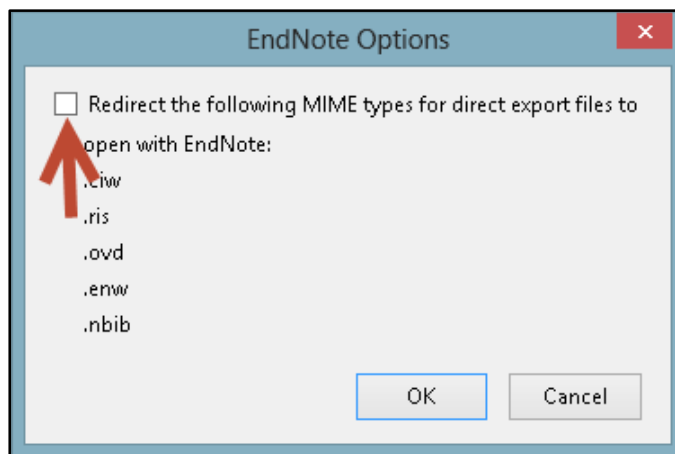 EndNote Options
Redirect the following MIME types for direct export files to
open with EndNote:
.ciw
.ris
.ovd
.enw
.nbib
OK
Cancel